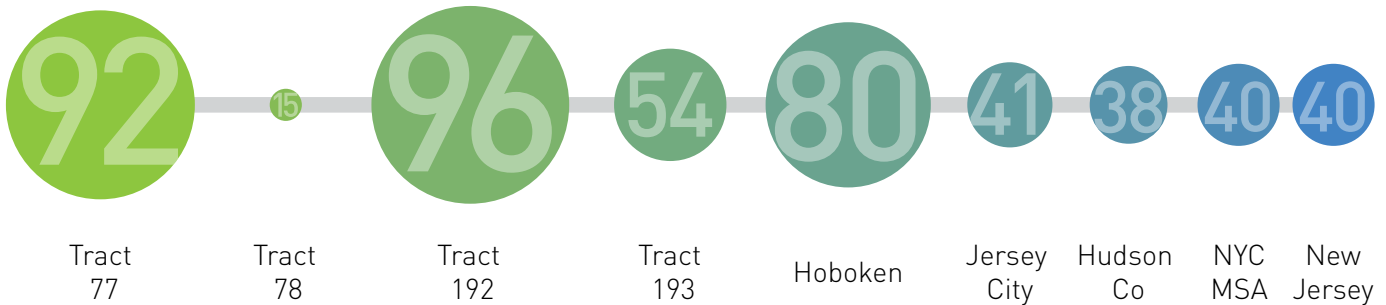 92 15 96 54 80 41 38 40 40
Tract Tract Tract Tract Hoboken Jersey Hudson NYC New
77 78 192 193 City Co MSA Jersey